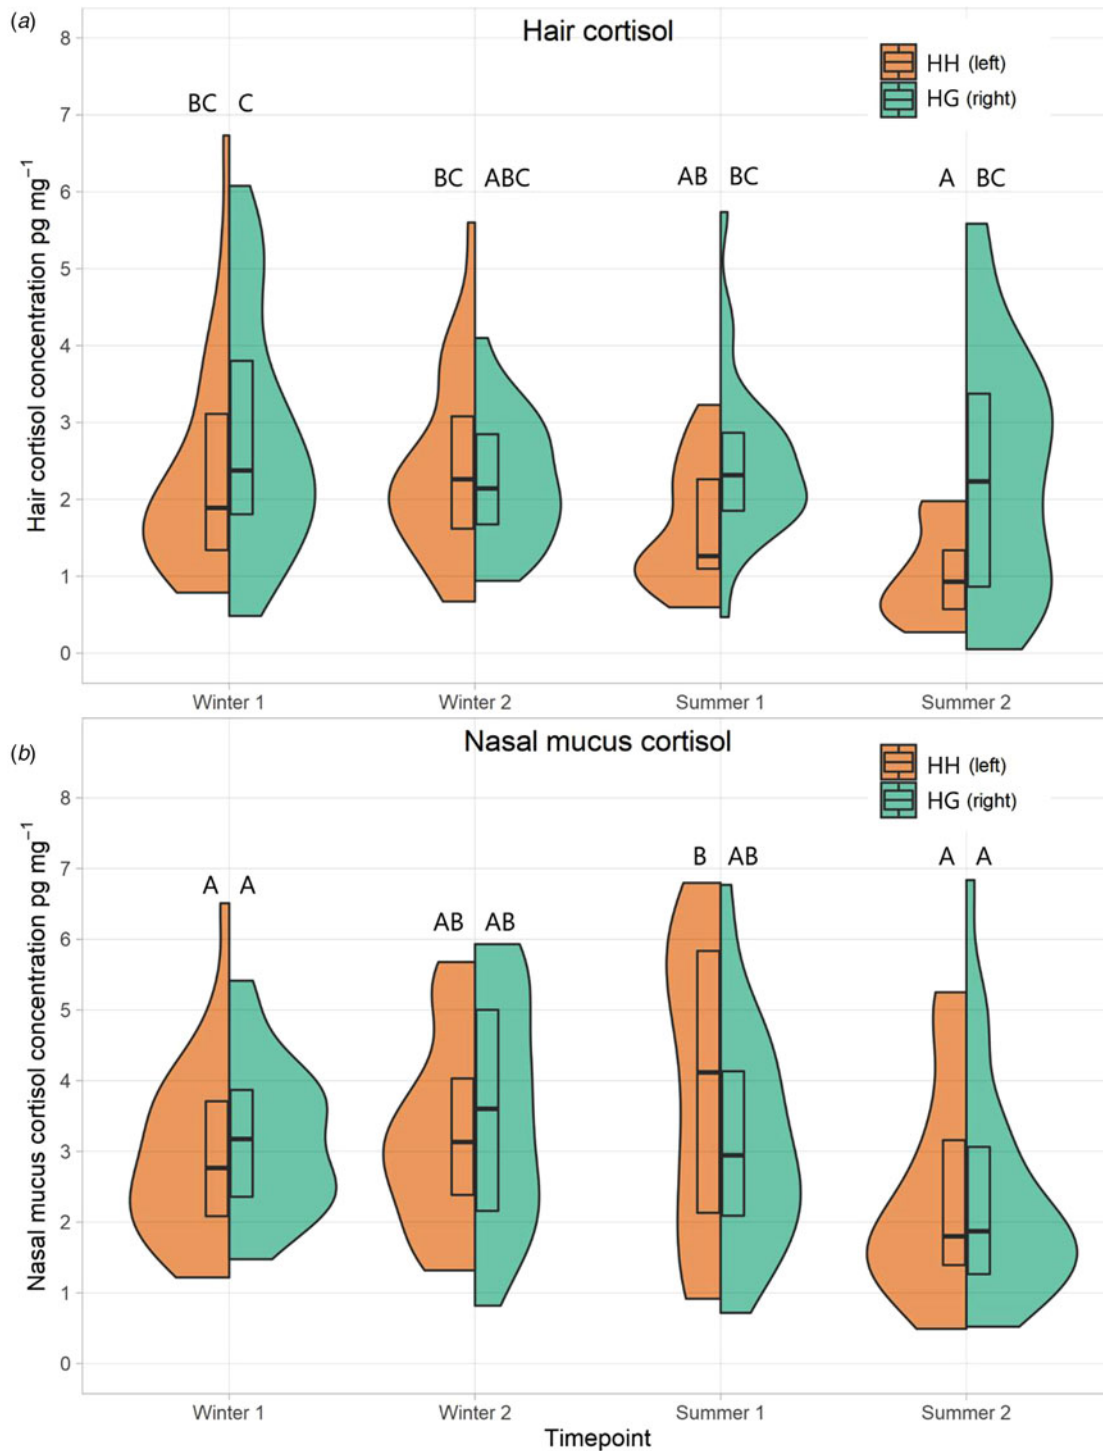 (a)
Hair cortisol
HH (left)
HG (right)
Hair cortisol concentration pg mg⁻¹
8
7
6
5
4
3
2
1
0
BC C
BC ABC
AB BC
A BC
Winter 1 Winter 2 Summer 1 Summer 2
(b)
Nasal mucus cortisol
HH (left)
HG (right)
Nasal mucus cortisol concentration pg mg⁻¹
8
7
6
5
4
3
2
1
0
A A
AB AB
B AB
A A
Winter 1 Winter 2 Summer 1 Summer 2
Timepoint